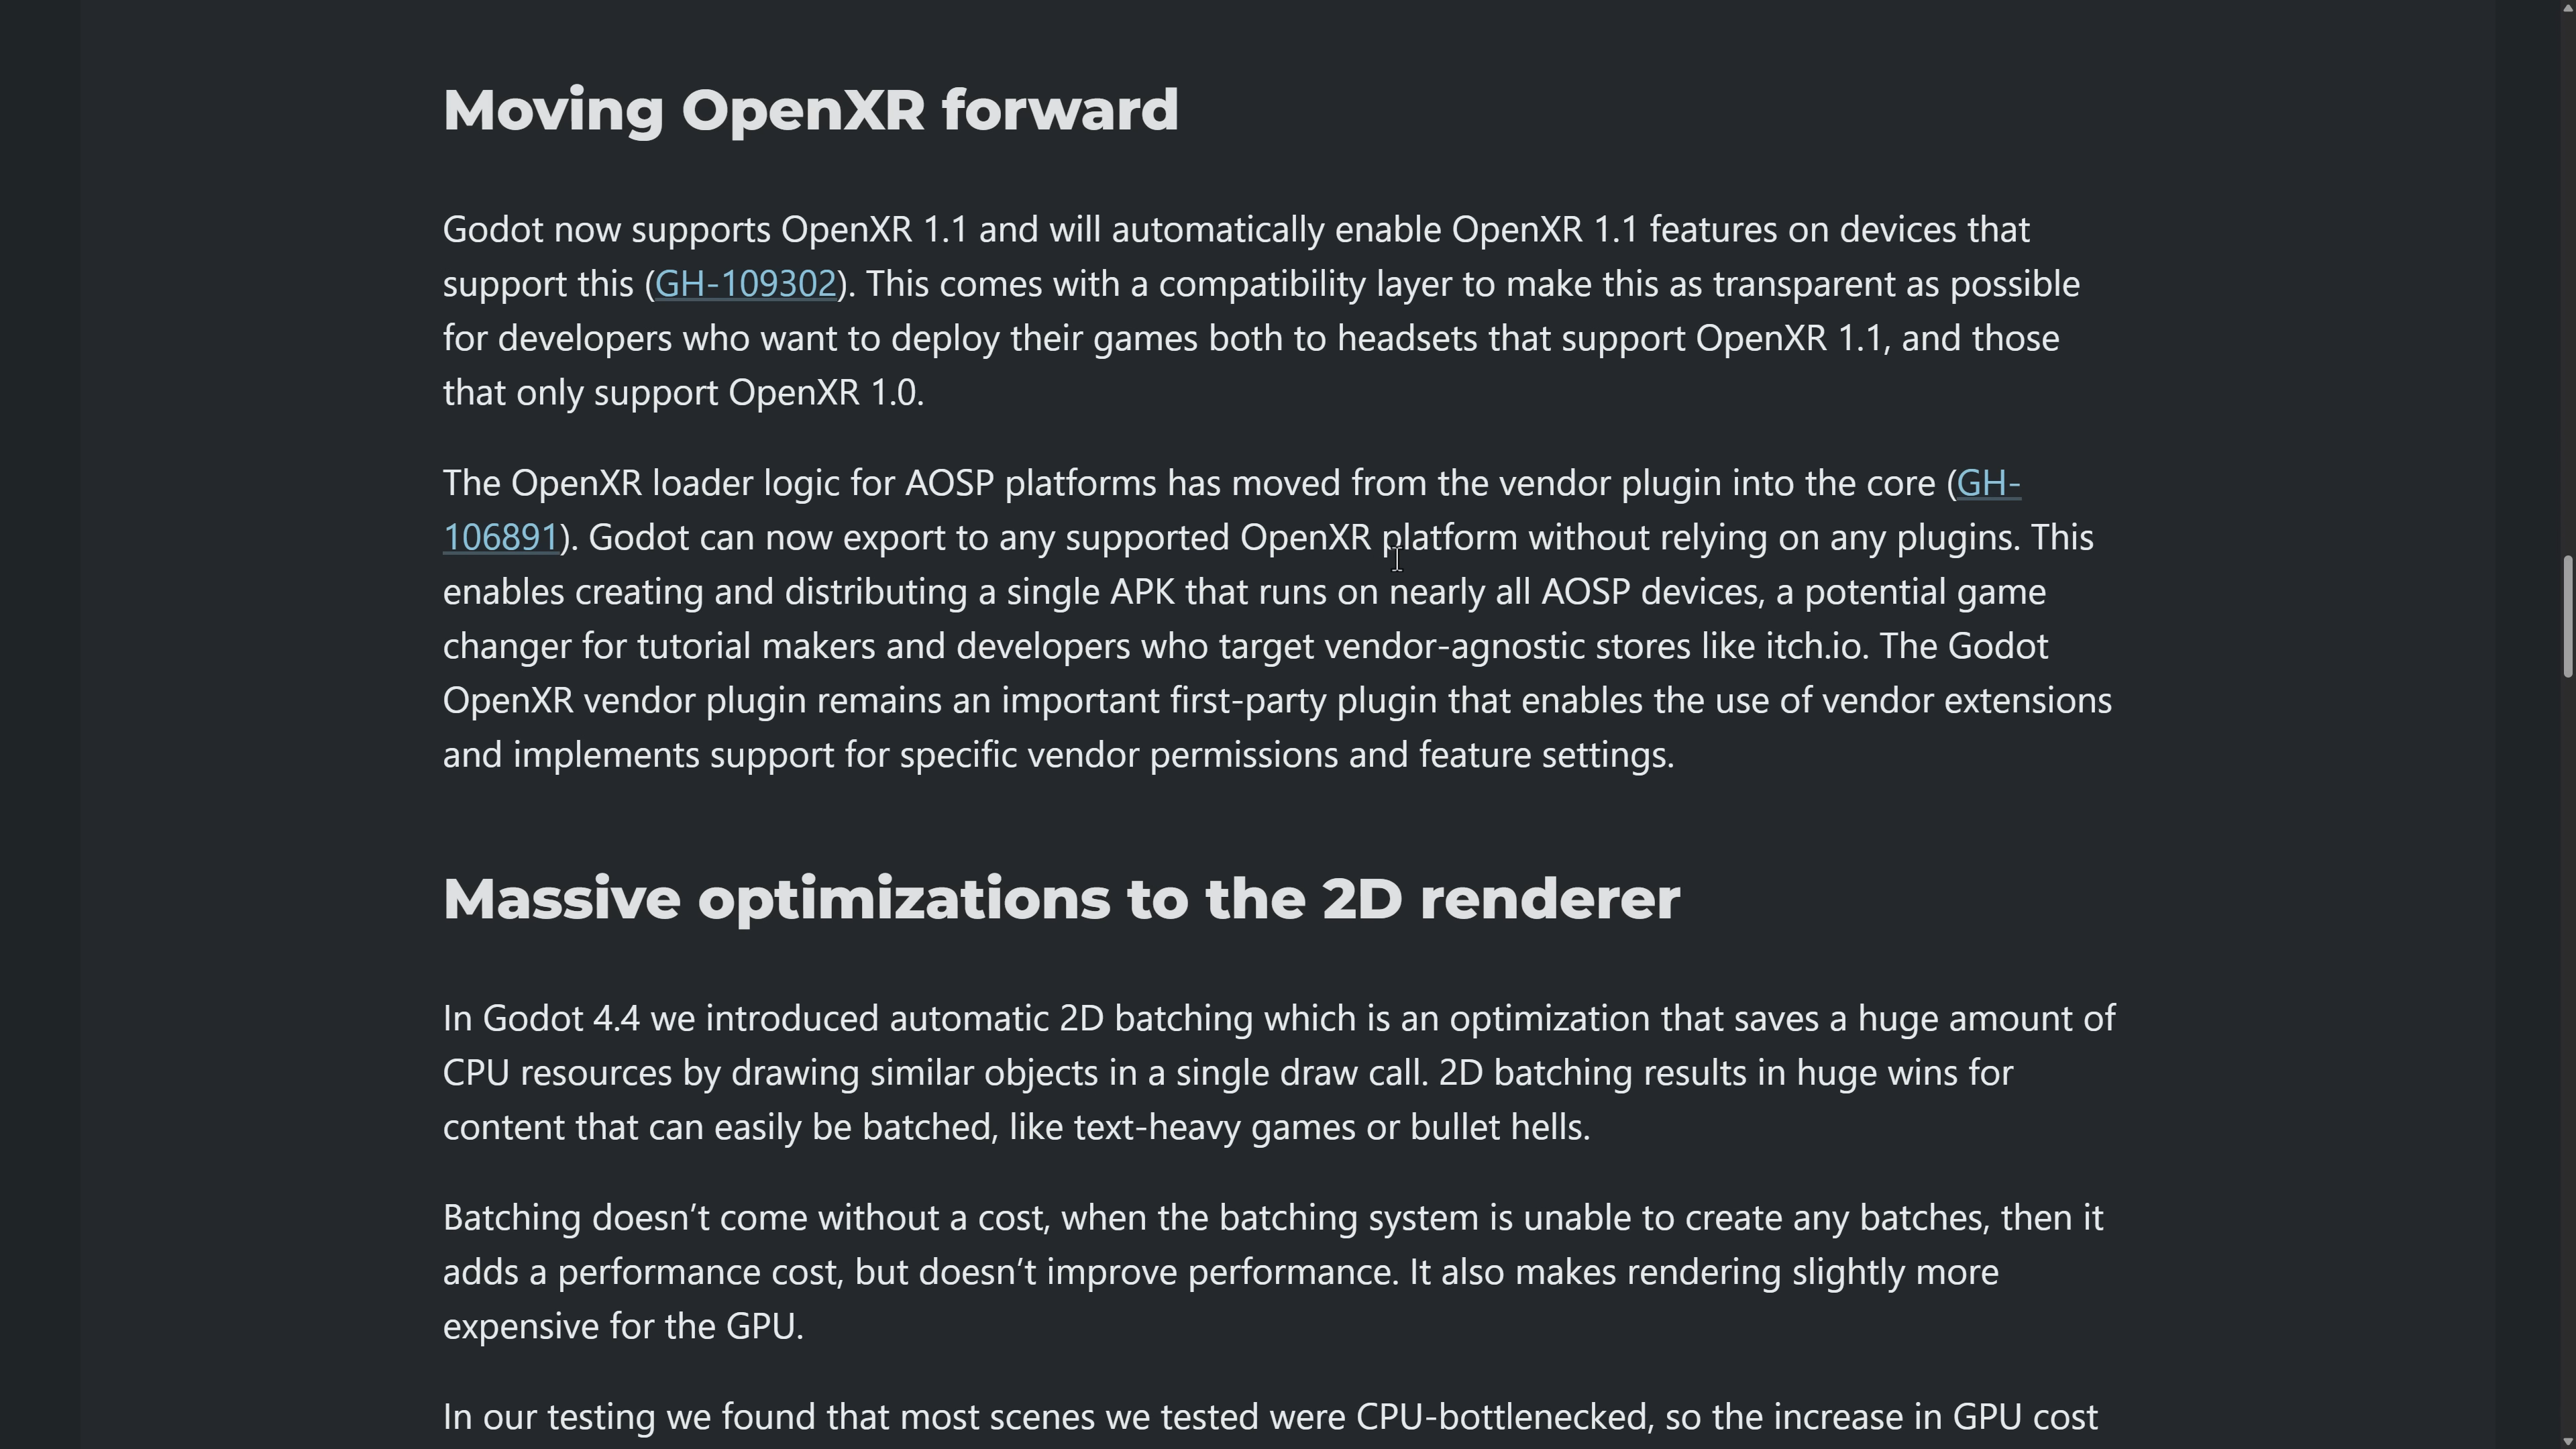 Moving OpenXR forward
Godot now supports OpenXR 1.1 and will automatically enable OpenXR 1.1 features on devices that
support this (GH-109302). This comes with a compatibility layer to make this as transparent as possible
for developers who want to deploy their games both to headsets that support OpenXR 1.1, and those
that only support OpenXR 1.0.
The OpenXR loader logic for AOSP platforms has moved from the vendor plugin into the core (GH-
106891). Godot can now export to any supported OpenXR platform without relying on any plugins. This
enables creating and distributing a single APK that runs on nearly all AOSP devices, a potential game
changer for tutorial makers and developers who target vendor-agnostic stores like itch.io. The Godot
OpenXR vendor plugin remains an important first-party plugin that enables the use of vendor extensions
and implements support for specific vendor permissions and feature settings.
Massive optimizations to the 2D renderer
In Godot 4.4 we introduced automatic 2D batching which is an optimization that saves a huge amount of
CPU resources by drawing similar objects in a single draw call. 2D batching results in huge wins for
content that can easily be batched, like text-heavy games or bullet hells.
Batching doesn’t come without a cost, when the batching system is unable to create any batches, then it
adds a performance cost, but doesn’t improve performance. It also makes rendering slightly more
expensive for the GPU.
In our testing we found that most scenes we tested were CPU-bottlenecked, so the increase in GPU cost